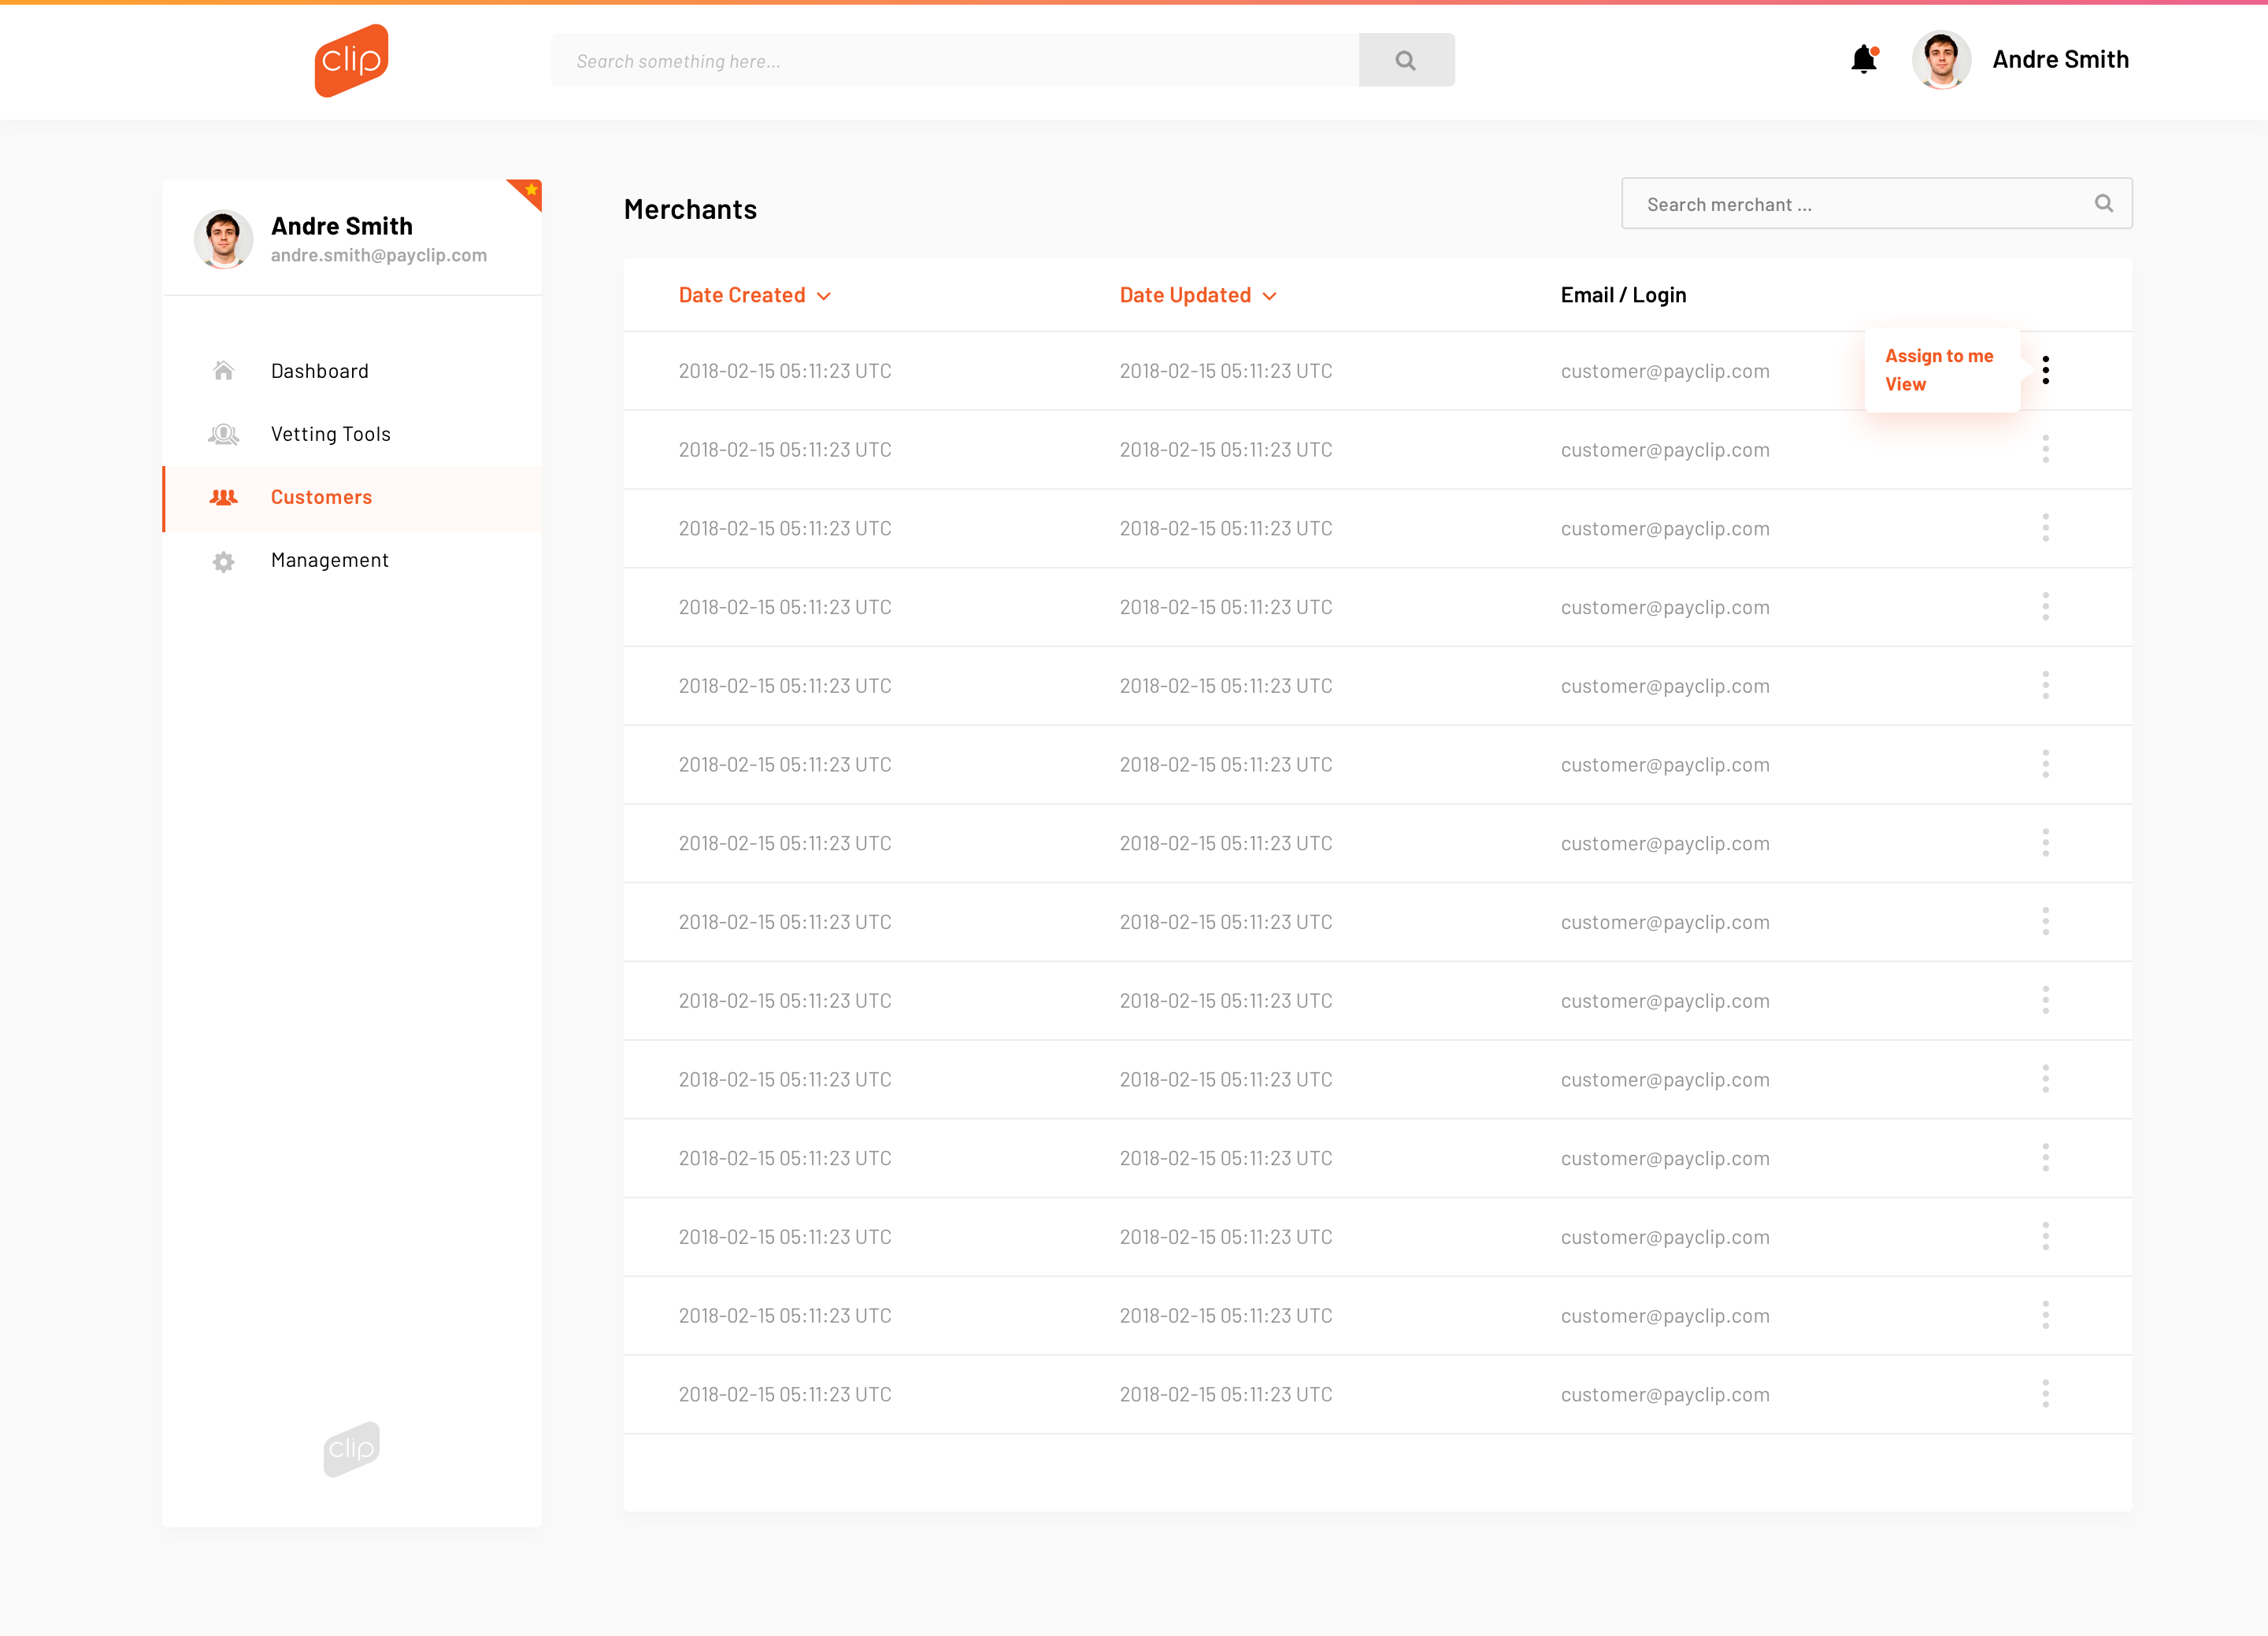 clip
Search something here...
Andre Smith
Andre Smith
andre.smith@payclip.com
Dashboard
Vetting Tools
Customers
Management
clip
Merchants
Search merchant ...
Date Created Date Updated Email / Login
2018-02-15 05:11:23 UTC 2018-02-15 05:11:23 UTC customer@payclip.com
Assign to me
View
2018-02-15 05:11:23 UTC 2018-02-15 05:11:23 UTC customer@payclip.com
2018-02-15 05:11:23 UTC 2018-02-15 05:11:23 UTC customer@payclip.com
2018-02-15 05:11:23 UTC 2018-02-15 05:11:23 UTC customer@payclip.com
2018-02-15 05:11:23 UTC 2018-02-15 05:11:23 UTC customer@payclip.com
2018-02-15 05:11:23 UTC 2018-02-15 05:11:23 UTC customer@payclip.com
2018-02-15 05:11:23 UTC 2018-02-15 05:11:23 UTC customer@payclip.com
2018-02-15 05:11:23 UTC 2018-02-15 05:11:23 UTC customer@payclip.com
2018-02-15 05:11:23 UTC 2018-02-15 05:11:23 UTC customer@payclip.com
2018-02-15 05:11:23 UTC 2018-02-15 05:11:23 UTC customer@payclip.com
2018-02-15 05:11:23 UTC 2018-02-15 05:11:23 UTC customer@payclip.com
2018-02-15 05:11:23 UTC 2018-02-15 05:11:23 UTC customer@payclip.com
2018-02-15 05:11:23 UTC 2018-02-15 05:11:23 UTC customer@payclip.com
2018-02-15 05:11:23 UTC 2018-02-15 05:11:23 UTC customer@payclip.com